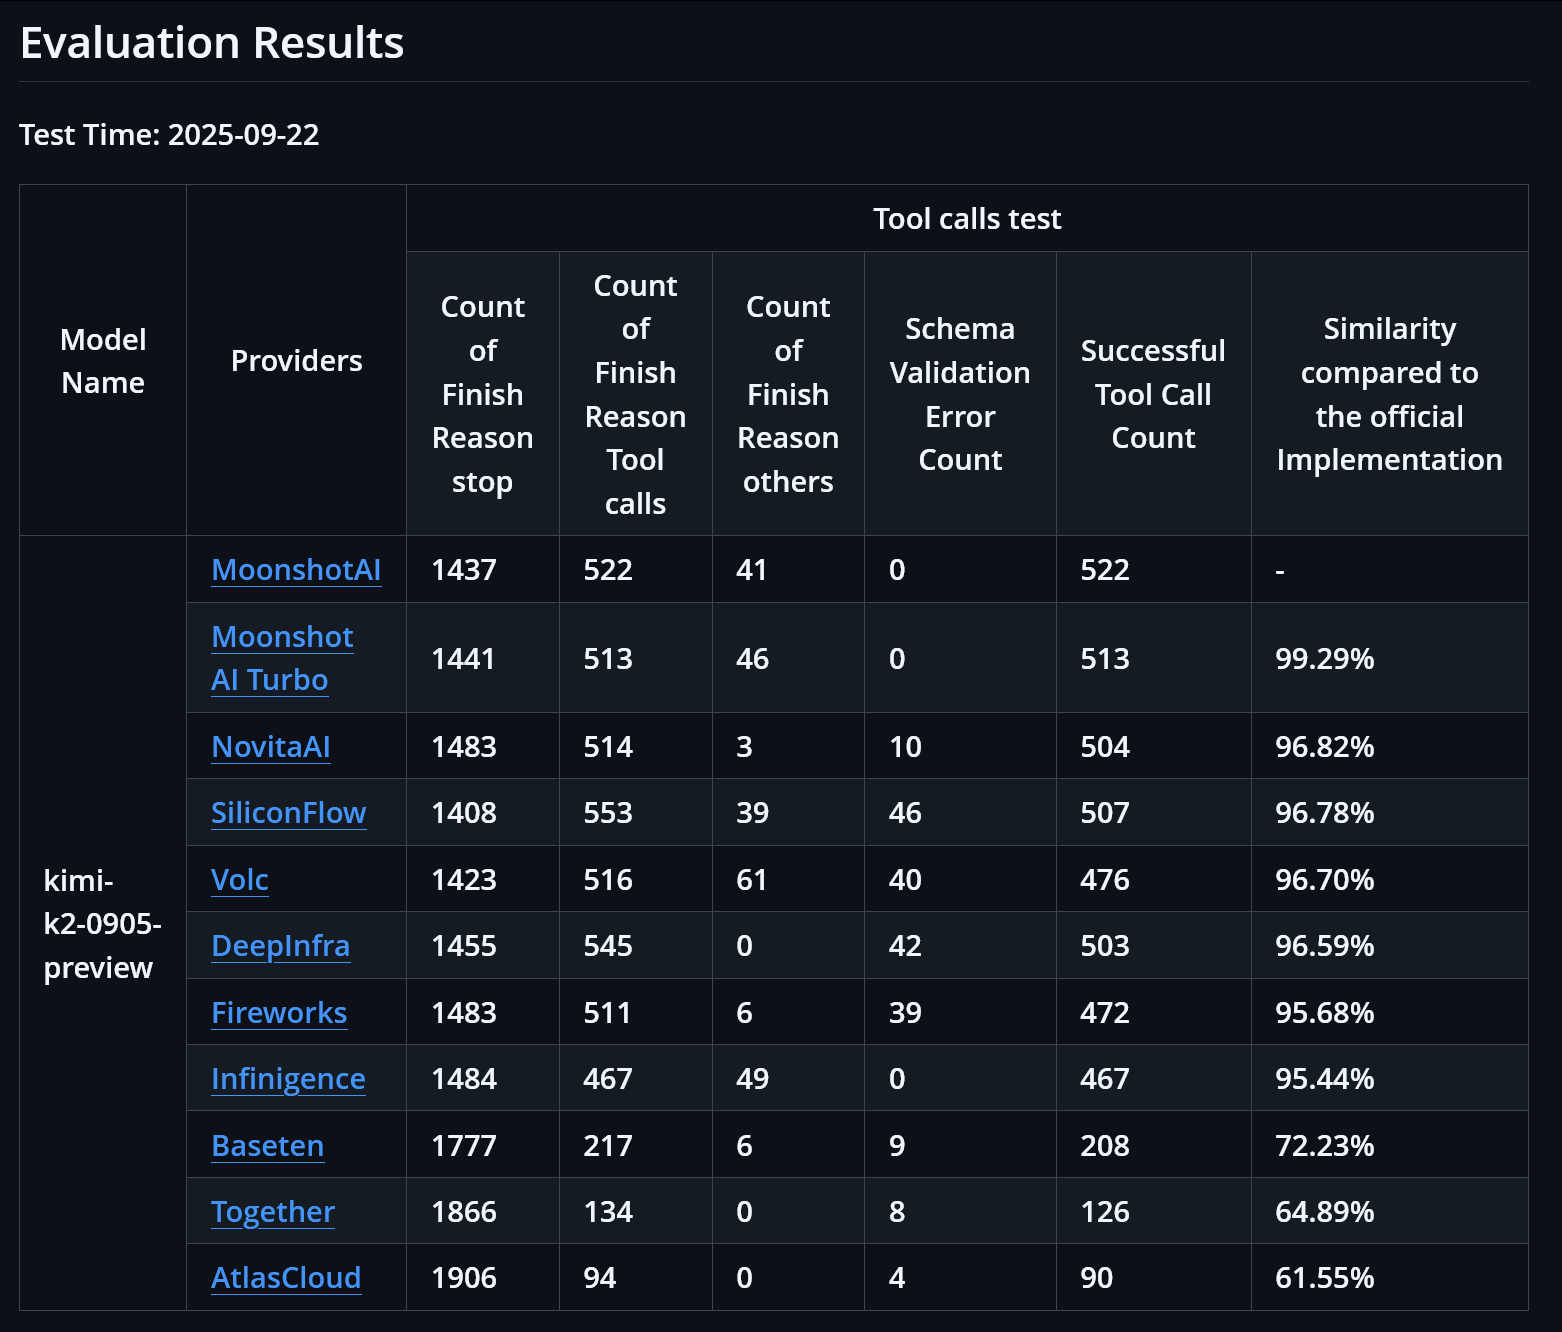 Evaluation Results
Test Time: 2025-09-22
Model
Name
Providers
Tool calls test
Count
of
Finish
Reason
stop
Count
of
Finish
Reason
Tool
calls
Count
of
Finish
Reason
others
Schema
Validation
Error
Count
Successful
Tool Call
Count
Similarity
compared to
the official
Implementation
kimi-
k2-0905-
preview
MoonshotAI 1437 522 41 0 522 -
Moonshot
AI Turbo
1441 513 46 0 513 99.29%
NovitaAI 1483 514 3 10 504 96.82%
SiliconFlow 1408 553 39 46 507 96.78%
Volc 1423 516 61 40 476 96.70%
DeepInfra 1455 545 0 42 503 96.59%
Fireworks 1483 511 6 39 472 95.68%
Infinigence 1484 467 49 0 467 95.44%
Baseten 1777 217 6 9 208 72.23%
Together 1866 134 0 8 126 64.89%
AtlasCloud 1906 94 0 4 90 61.55%